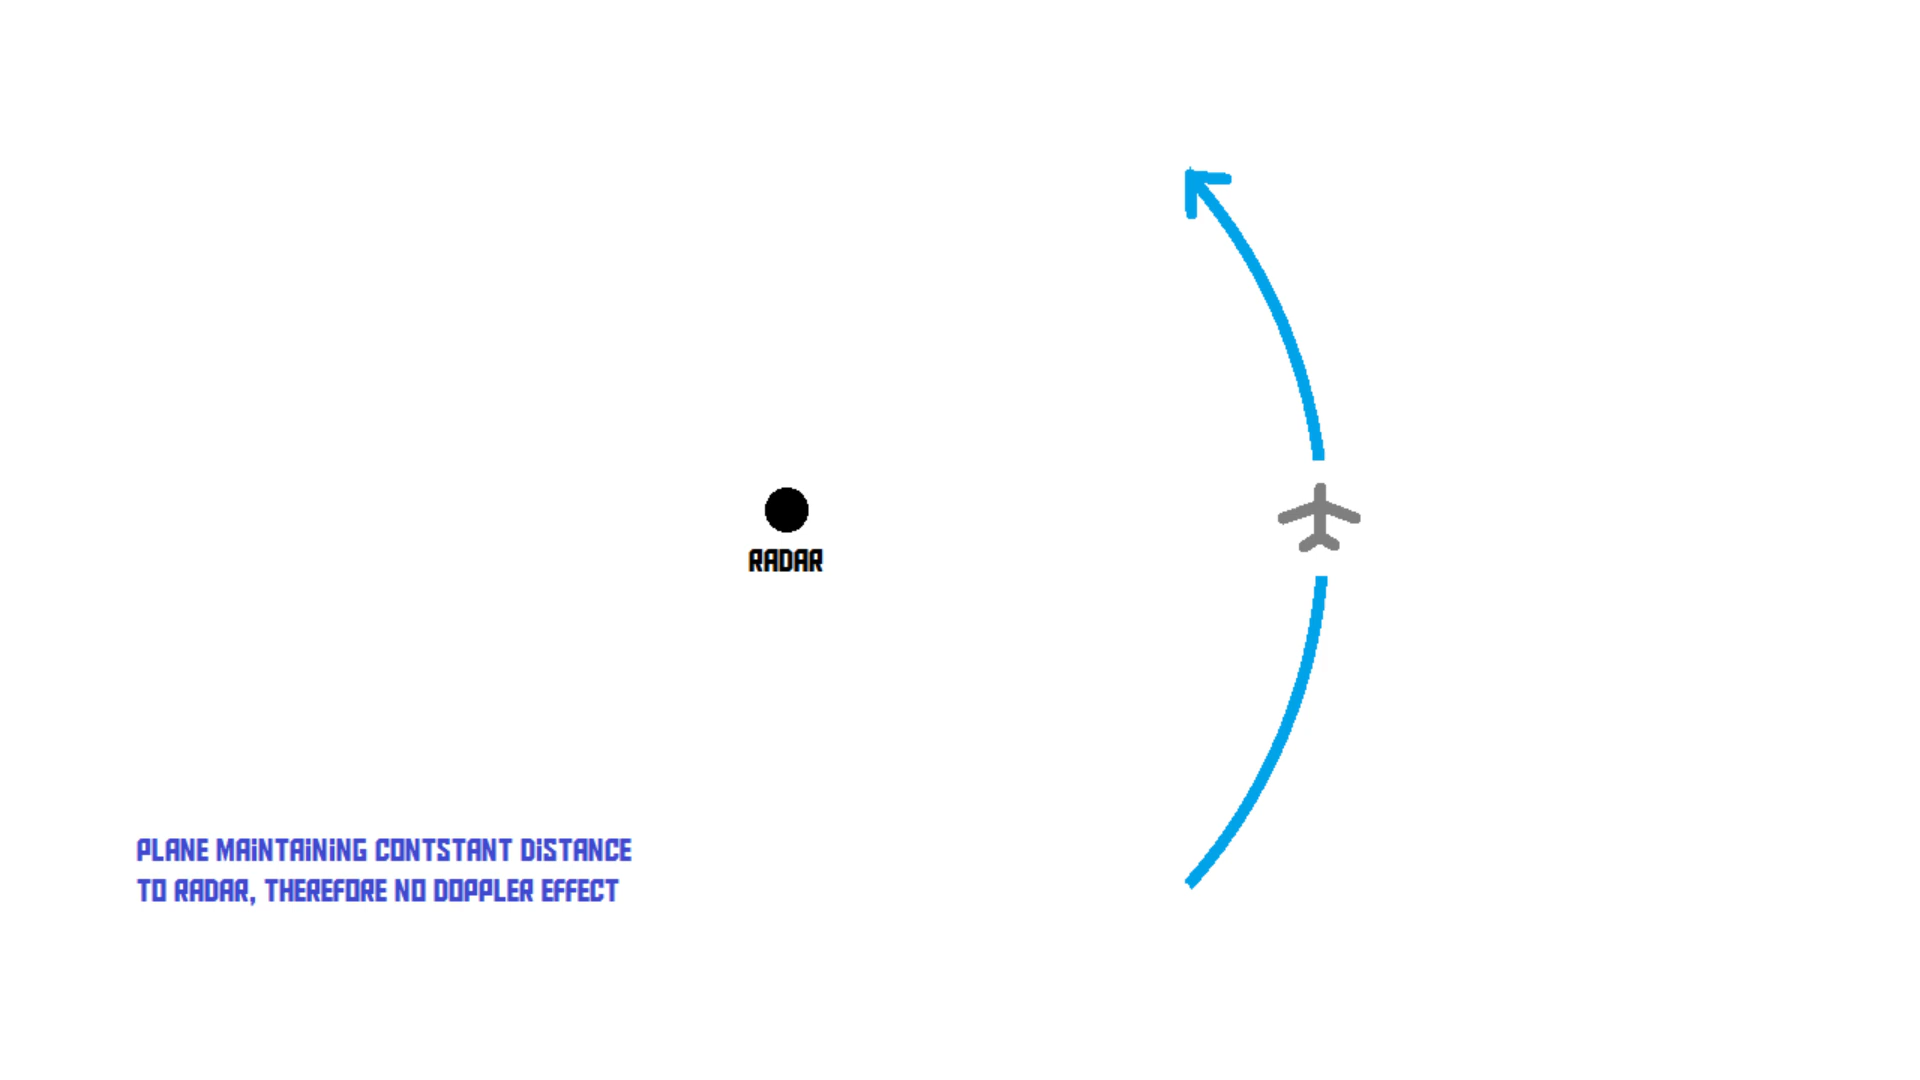 RADAR
PLANE MAiNTAiNiNG CONTSTANT DiSTANCE
TO RADAR, THEREFORE NO DOPPLER EFFECT